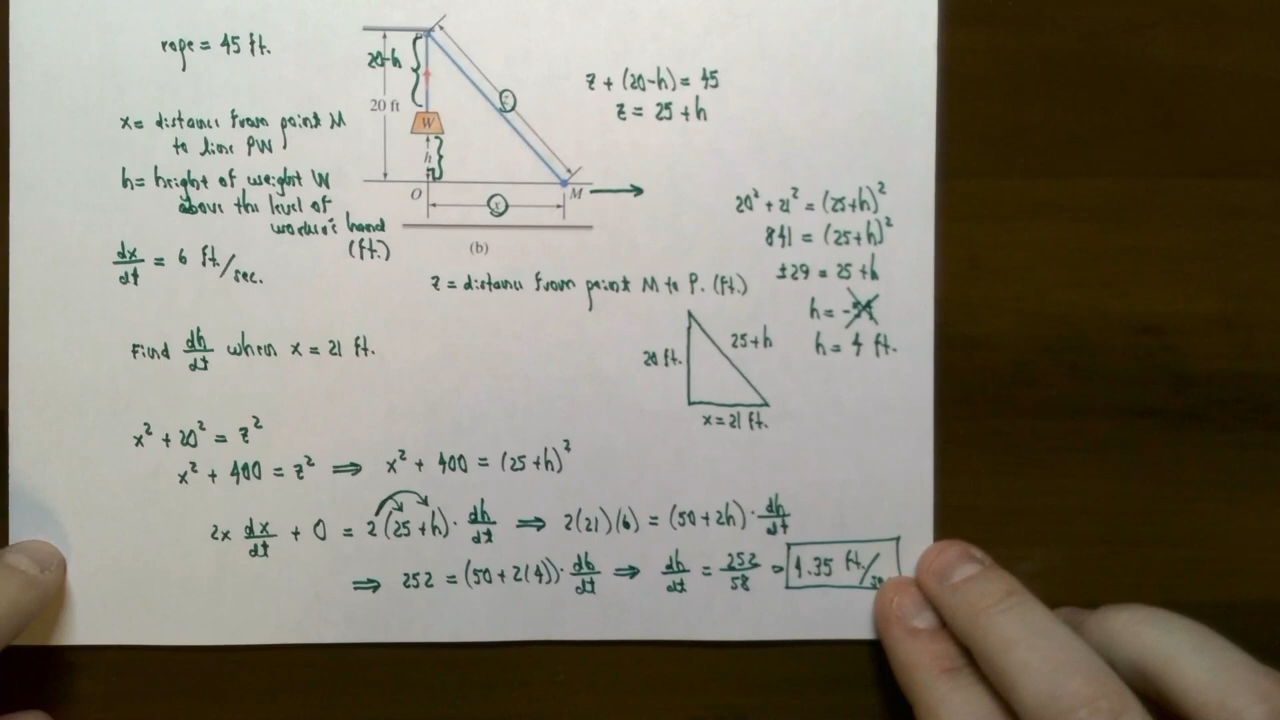 rope = 45 ft.
20-h
20 ft
W
h
O
x
M
z
(b)
z + (20-h) = 45
z = 25 + h
x = distance from point M
to line PW
h = height of weight W
above the level of
worker's hand
(ft.)
dx/dt = 6 ft/sec.
z = distance from point M to P. (ft.)
Find dh/dt when x = 21 ft.
20² + 21² = (25+h)²
841 = (25+h)²
±29 = 25 + h
h = -54
h = 4 ft.
20 ft.
25+h
x = 21 ft.
x² + 20² = z²
x² + 400 = z² ⟹ x² + 400 = (25+h)²
2x dx/dt + 0 = 2(25+h) · dh/dt ⟹ 2(21)(6) = (50+2h) · dh/dt
⟹ 252 = (50+2(4)) · dh/dt ⟹ dh/dt = 252/58 = 4.35 ft/